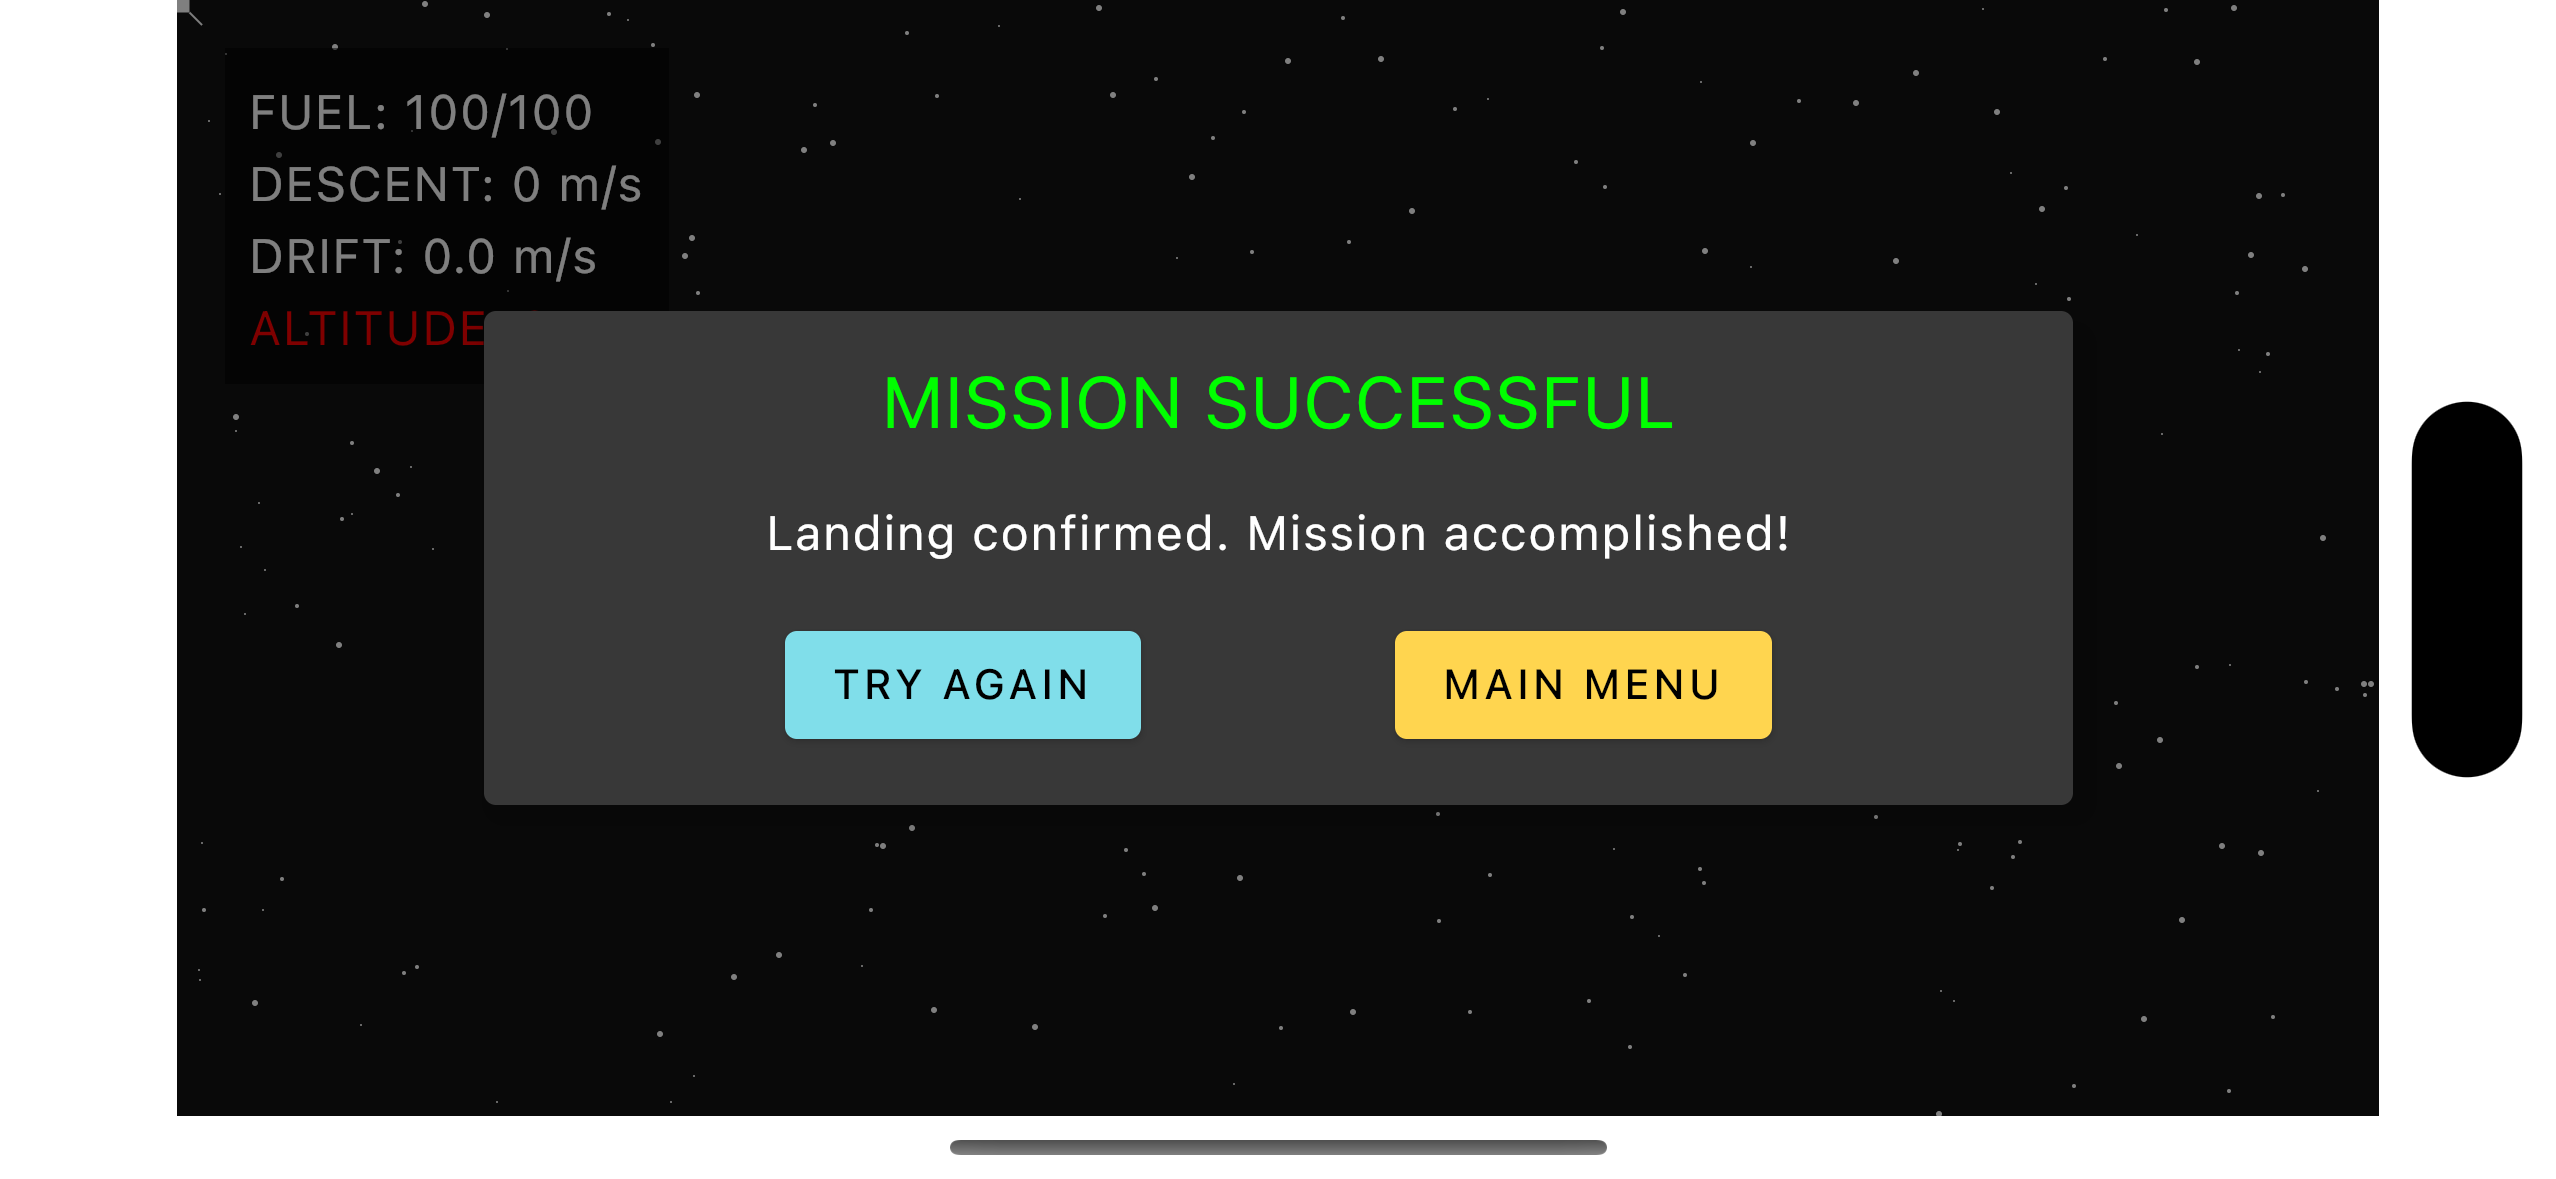 FUEL: 100/100
DESCENT: 0 m/s
DRIFT: 0.0 m/s
ALTITUDE
MISSION SUCCESSFUL
Landing confirmed. Mission accomplished!
TRY AGAIN
MAIN MENU